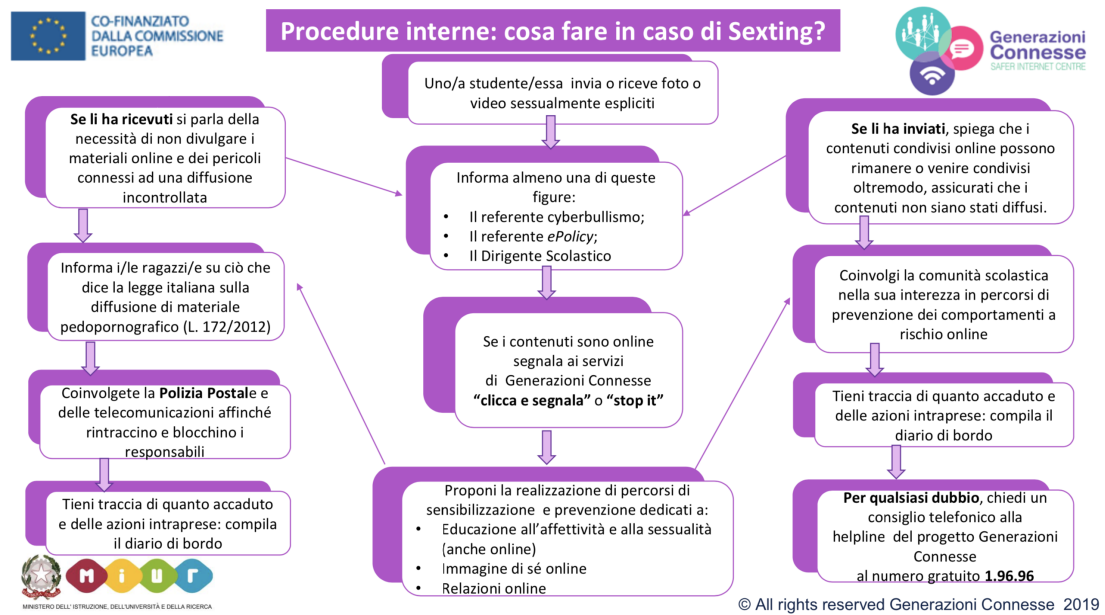 CO-FINANZIATO
DALLA COMMISSIONE
EUROPEA
Procedure interne: cosa fare in caso di Sexting?
Generazioni
Connesse
SAFER INTERNET CENTRE
Uno/a studente/essa invia o riceve foto o
video sessualmente espliciti
Se li ha ricevuti si parla della
necessità di non divulgare i
materiali online e dei pericoli
connessi ad una diffusione
incontrollata
Informa i/le ragazzi/e su ciò che
dice la legge italiana sulla
diffusione di materiale
pedopornografico (L. 172/2012)
Coinvolgete la Polizia Postale e
delle telecomunicazioni affinché
rintraccino e blocchino i
responsabili
Tieni traccia di quanto accaduto
e delle azioni intraprese: compila
il diario di bordo
Informa almeno una di queste
figure:
• Il referente cyberbullismo;
• Il referente ePolicy;
• Il Dirigente Scolastico
Se i contenuti sono online
segnala ai servizi
di Generazioni Connesse
“clicca e segnala” o “stop it”
Proponi la realizzazione di percorsi di
sensibilizzazione e prevenzione dedicati a:
• Educazione all’affettività e alla sessualità
(anche online)
• Immagine di sé online
• Relazioni online
Se li ha inviati, spiega che i
contenuti condivisi online possono
rimanere o venire condivisi
oltremodo, assicurati che i
contenuti non siano stati diffusi.
Coinvolgi la comunità scolastica
nella sua interezza in percorsi di
prevenzione dei comportamenti a
rischio online
Tieni traccia di quanto accaduto e
delle azioni intraprese: compila il
diario di bordo
Per qualsiasi dubbio, chiedi un
consiglio telefonico alla
helpline del progetto Generazioni
Connesse
al numero gratuito 1.96.96
MIUR
MINISTERO DELL' ISTRUZIONE, DELL'UNIVERSITÀ E DELLA RICERCA
© All rights reserved Generazioni Connesse 2019